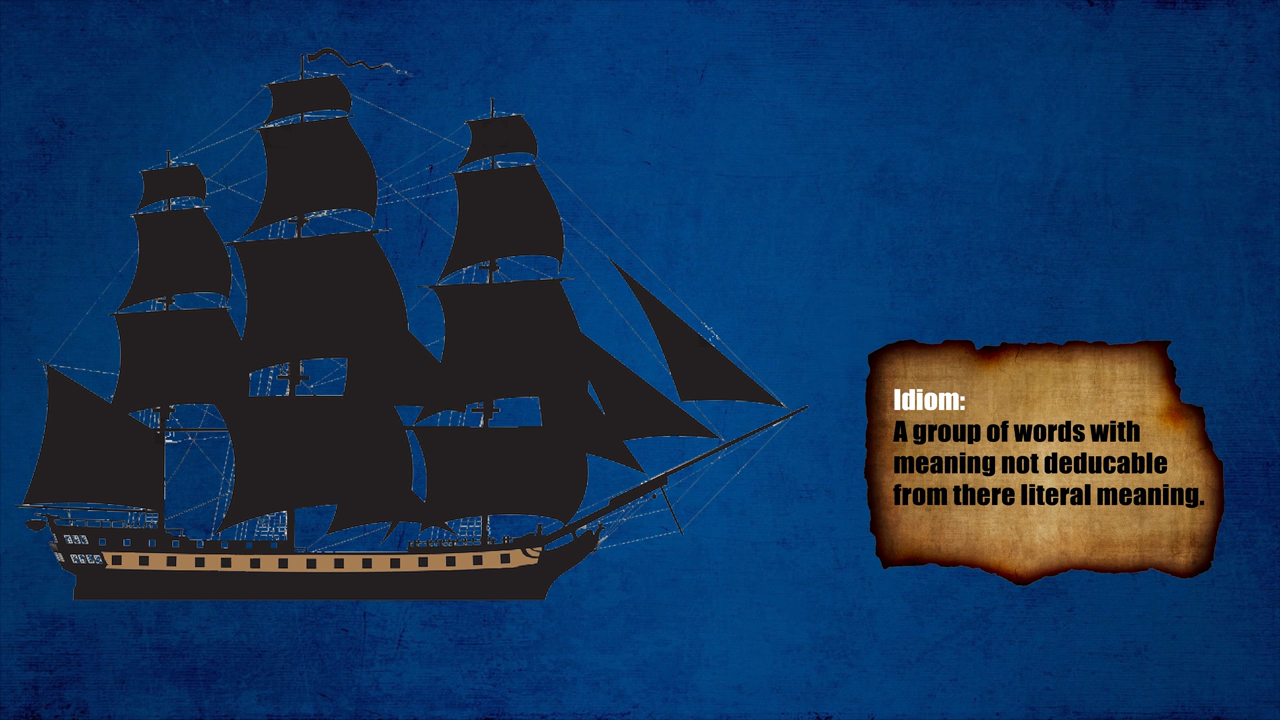 Idiom:
A group of words with
meaning not deducable
from there literal meaning.